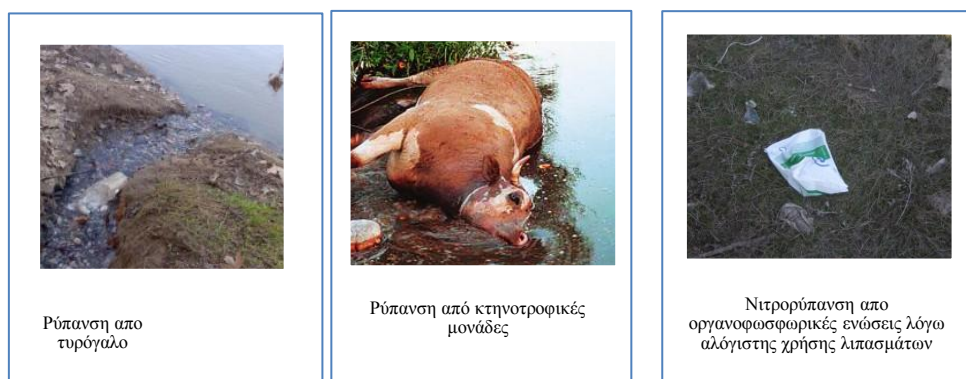 Ρύπανση απο
τυρόγαλο
Ρύπανση από κτηνοτροφικές
μονάδες
Νιτρορύπανση απο
οργανοφωσφωρικές ενώσεις λόγω
αλόγιστης χρήσης λιπασμάτων